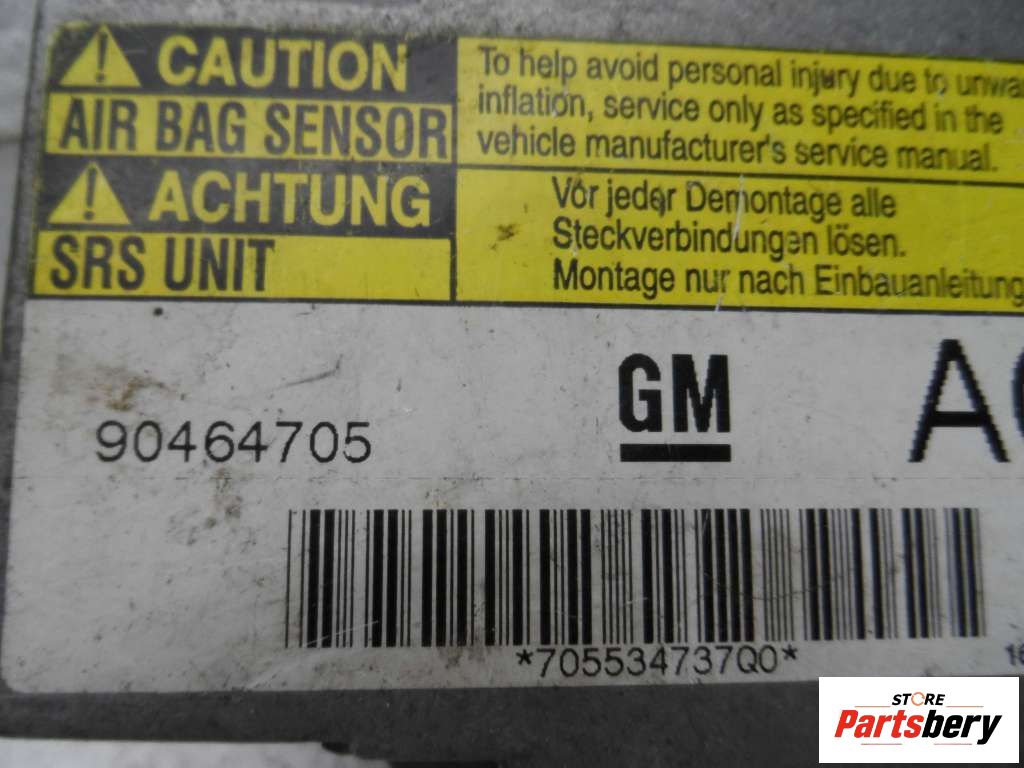 CAUTION
AIR BAG SENSOR
To help avoid personal injury due to
inflation, service only as specified in the
vehicle manufacturer's service manual.
ACHTUNG
SRS UNIT
Vor jeder Demontage alle
Steckverbindungen lösen.
Montage nur nach Einbauanleitung
90464705
GM
*705534737Q0*
STORE
Partsbery